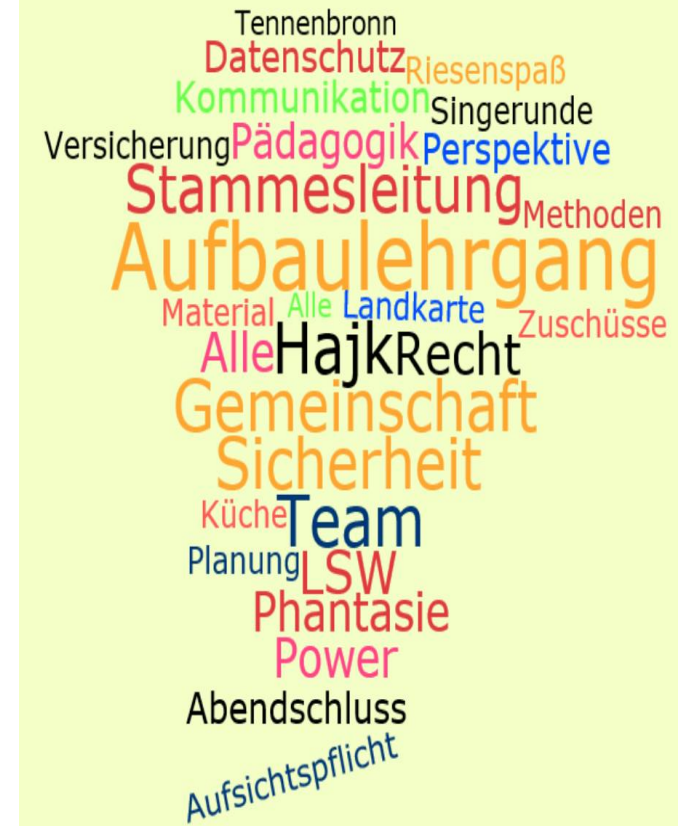 Tennenbronn
Datenschutz Riesenspaß
Kommunikation Singerunde
Versicherung Pädagogik Perspektive
Stammesleitung Methoden
Aufbaulehrgang
Material Alle Landkarte Zuschüsse
Alle Hajk Recht
Gemeinschaft
Sicherheit
Küche Team
Planung LSW
Phantasie
Power
Abendschluss
Aufsichtspflicht